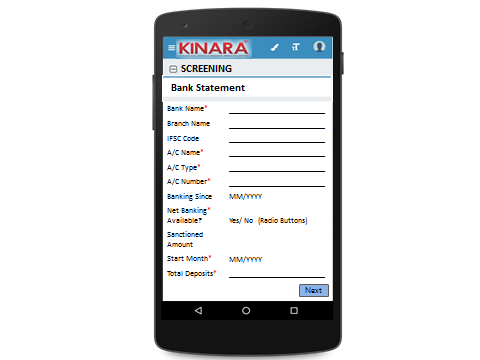 KINARA
SCREENING
Bank Statement
Bank Name*
Branch Name
IFSC Code
A/C Name*
A/C Type*
A/C Number*
Banking Since MM/YYYY
Net Banking*
Available? Yes/ No (Radio Buttons)
Sanctioned
Amount
Start Month* MM/YYYY
Total Deposits*
Next